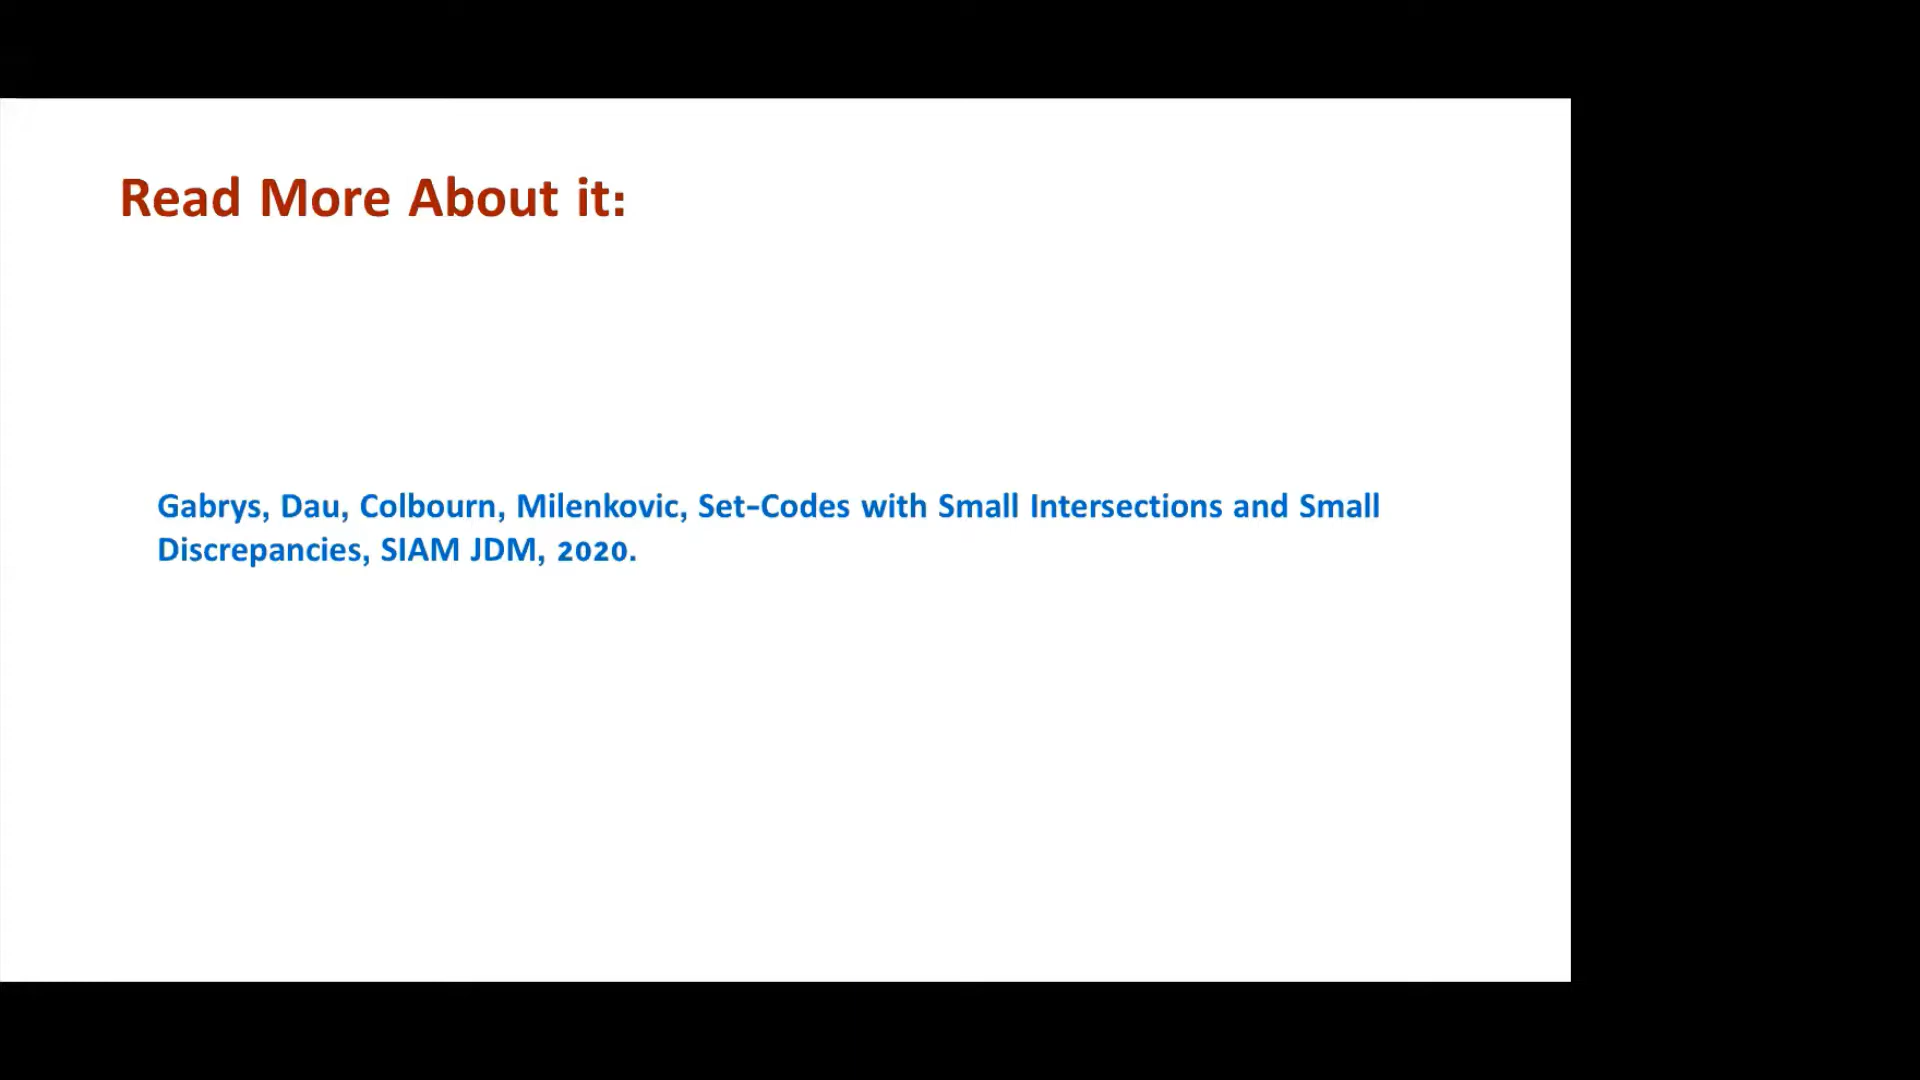 Read More About it:
Gabrys, Dau, Colbourn, Milenkovic, Set-Codes with Small Intersections and Small
Discrepancies, SIAM JDM, 2020.